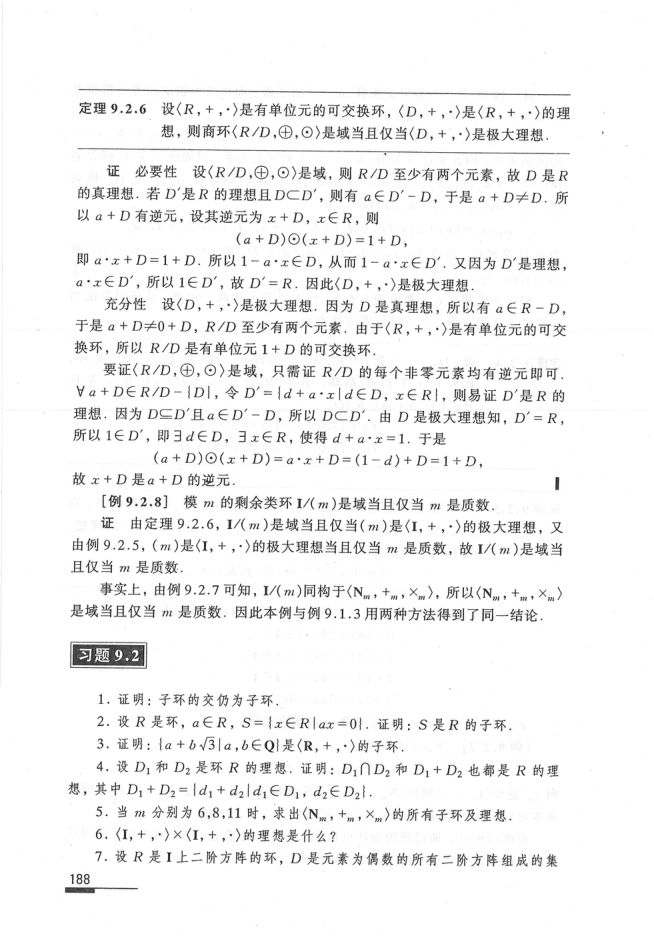 定理 9.2.6　设⟨R，+，·⟩是有单位元的可交换环，⟨D，+，·⟩是⟨R，+，·⟩的理
想，则商环⟨R/D，⊕，⊙⟩是域当且仅当⟨D，+，·⟩是极大理想．
证　必要性　设⟨R/D，⊕，⊙⟩是域，则 R/D 至少有两个元素，故 D 是 R
的真理想．若 D′是 R 的理想且 D⊂D′，则有 a∈D′－D，于是 a＋D≠D．所
以 a＋D 有逆元，设其逆元为 x＋D，x∈R，则
(a＋D)⊙(x＋D)＝1＋D，
即 a·x＋D＝1＋D．所以 1－a·x∈D，从而 1－a·x∈D′．又因为 D′是理想，
a·x∈D′，所以 1∈D′，故 D′＝R．因此⟨D，+，·⟩是极大理想．
充分性　设⟨D，+，·⟩是极大理想．因为 D 是真理想，所以有 a∈R－D，
于是 a＋D≠0＋D，R/D 至少有两个元素．由于⟨R，+，·⟩是有单位元的可交
换环，所以 R/D 是有单位元 1＋D 的可交换环．
要证⟨R/D，⊕，⊙⟩是域，只需证 R/D 的每个非零元素均有逆元即可．
∀a＋D∈R/D－{D}，令 D′＝{d＋a·x|d∈D，x∈R}，则易证 D′是 R 的
理想．因为 D⊆D′且 a∈D′－D，所以 D⊂D′．由 D 是极大理想知，D′＝R，
所以 1∈D′，即∃d∈D，∃x∈R，使得 d＋a·x＝1．于是
(a＋D)⊙(x＋D)＝a·x＋D＝(1－d)＋D＝1＋D，
故 x＋D 是 a＋D 的逆元．
[例 9.2.8]　模 m 的剩余类环 I/(m)是域当且仅当 m 是质数．
证　由定理 9.2.6，I/(m)是域当且仅当(m)是⟨I，+，·⟩的极大理想，又
由例 9.2.5，(m)是⟨I，+，·⟩的极大理想当且仅当 m 是质数，故 I/(m)是域当
且仅当 m 是质数．
事实上，由例 9.2.7 可知，I/(m)同构于⟨Nₘ，+ₘ，×ₘ⟩，所以⟨Nₘ，+ₘ，×ₘ⟩
是域当且仅当 m 是质数．因此本例与例 9.1.3 用两种方法得到了同一结论．
习题 9.2
1．证明：子环的交仍为子环．
2．设 R 是环，a∈R，S＝{x∈R|ax＝0}．证明：S 是 R 的子环．
3．证明：{a＋b√3|a，b∈Q}是⟨R，+，·⟩的子环．
4．设 D₁ 和 D₂ 是环 R 的理想．证明：D₁∩D₂ 和 D₁＋D₂ 也都是 R 的理
想，其中 D₁＋D₂＝{d₁＋d₂|d₁∈D₁，d₂∈D₂}．
5．当 m 分别为 6,8,11 时，求出⟨Nₘ，+ₘ，×ₘ⟩的所有子环及理想．
6．⟨I，+，·⟩×⟨I，+，·⟩的理想是什么？
7．设 R 是 I 上二阶方阵的环，D 是元素为偶数的所有二阶方阵组成的集
188